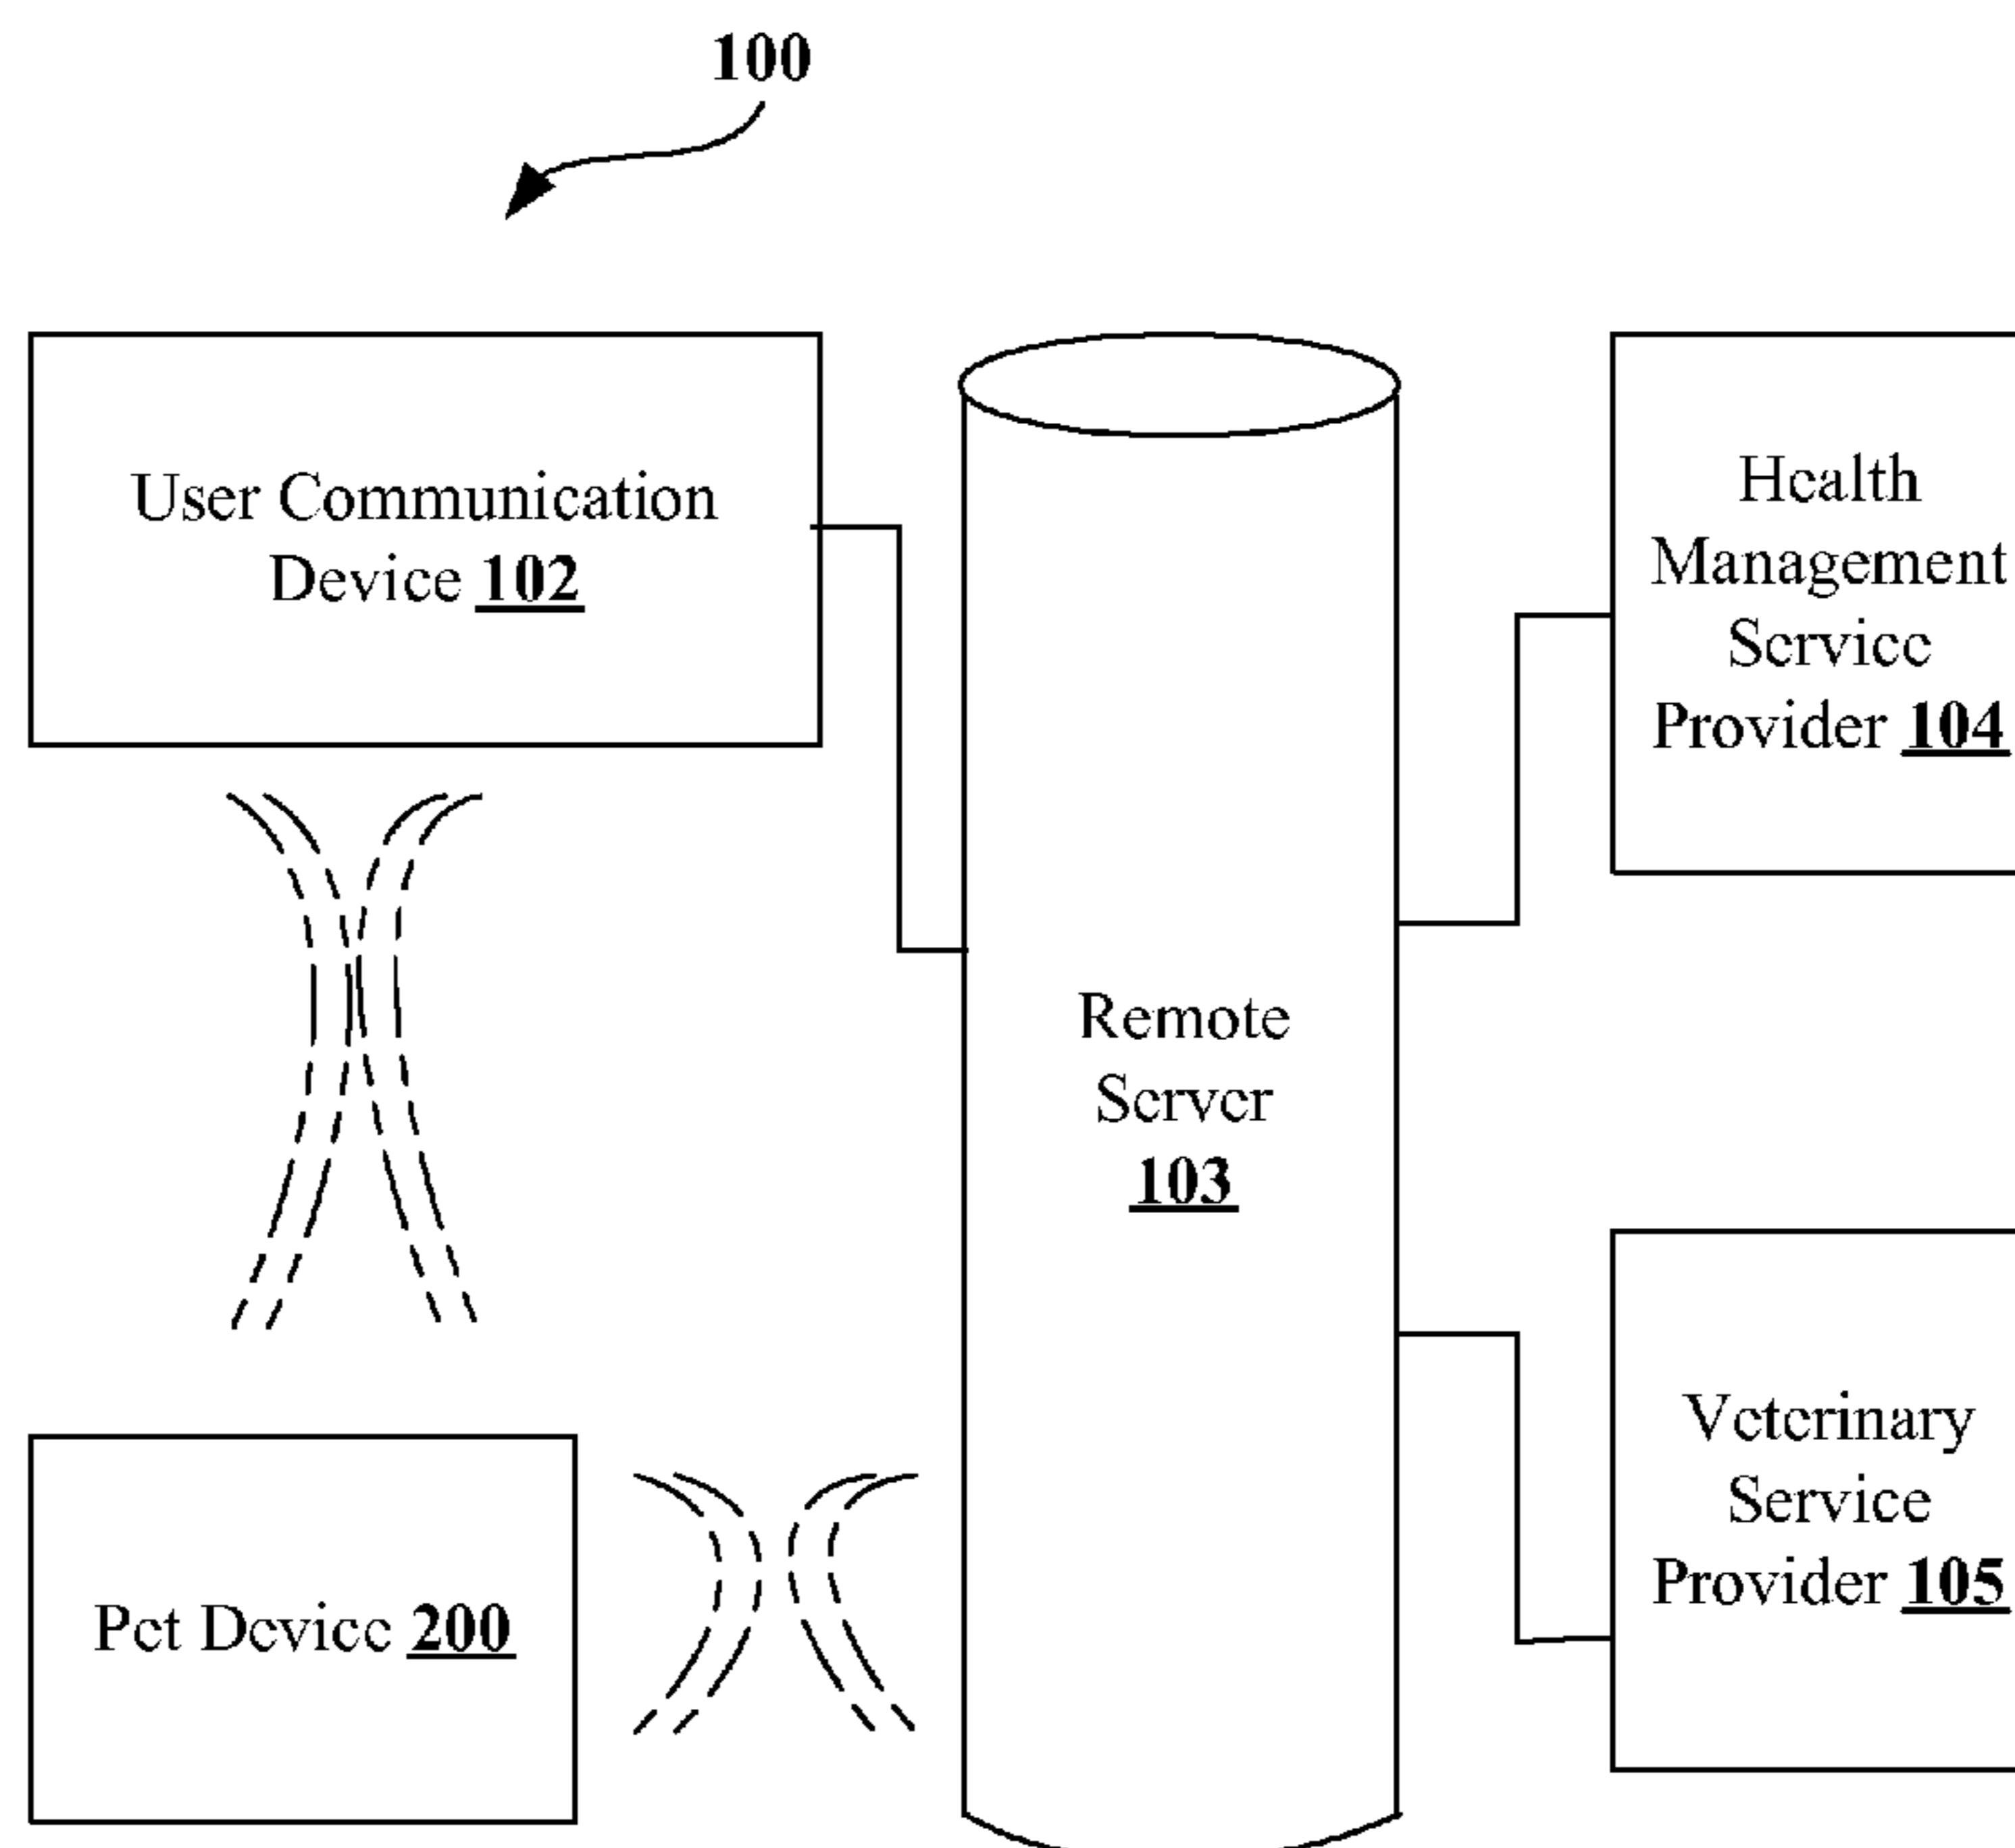 100
User Communication
Device 102
Health
Management
Service
Provider 104
Remote
Server
103
Veterinary
Service
Provider 105
Pet Device 200